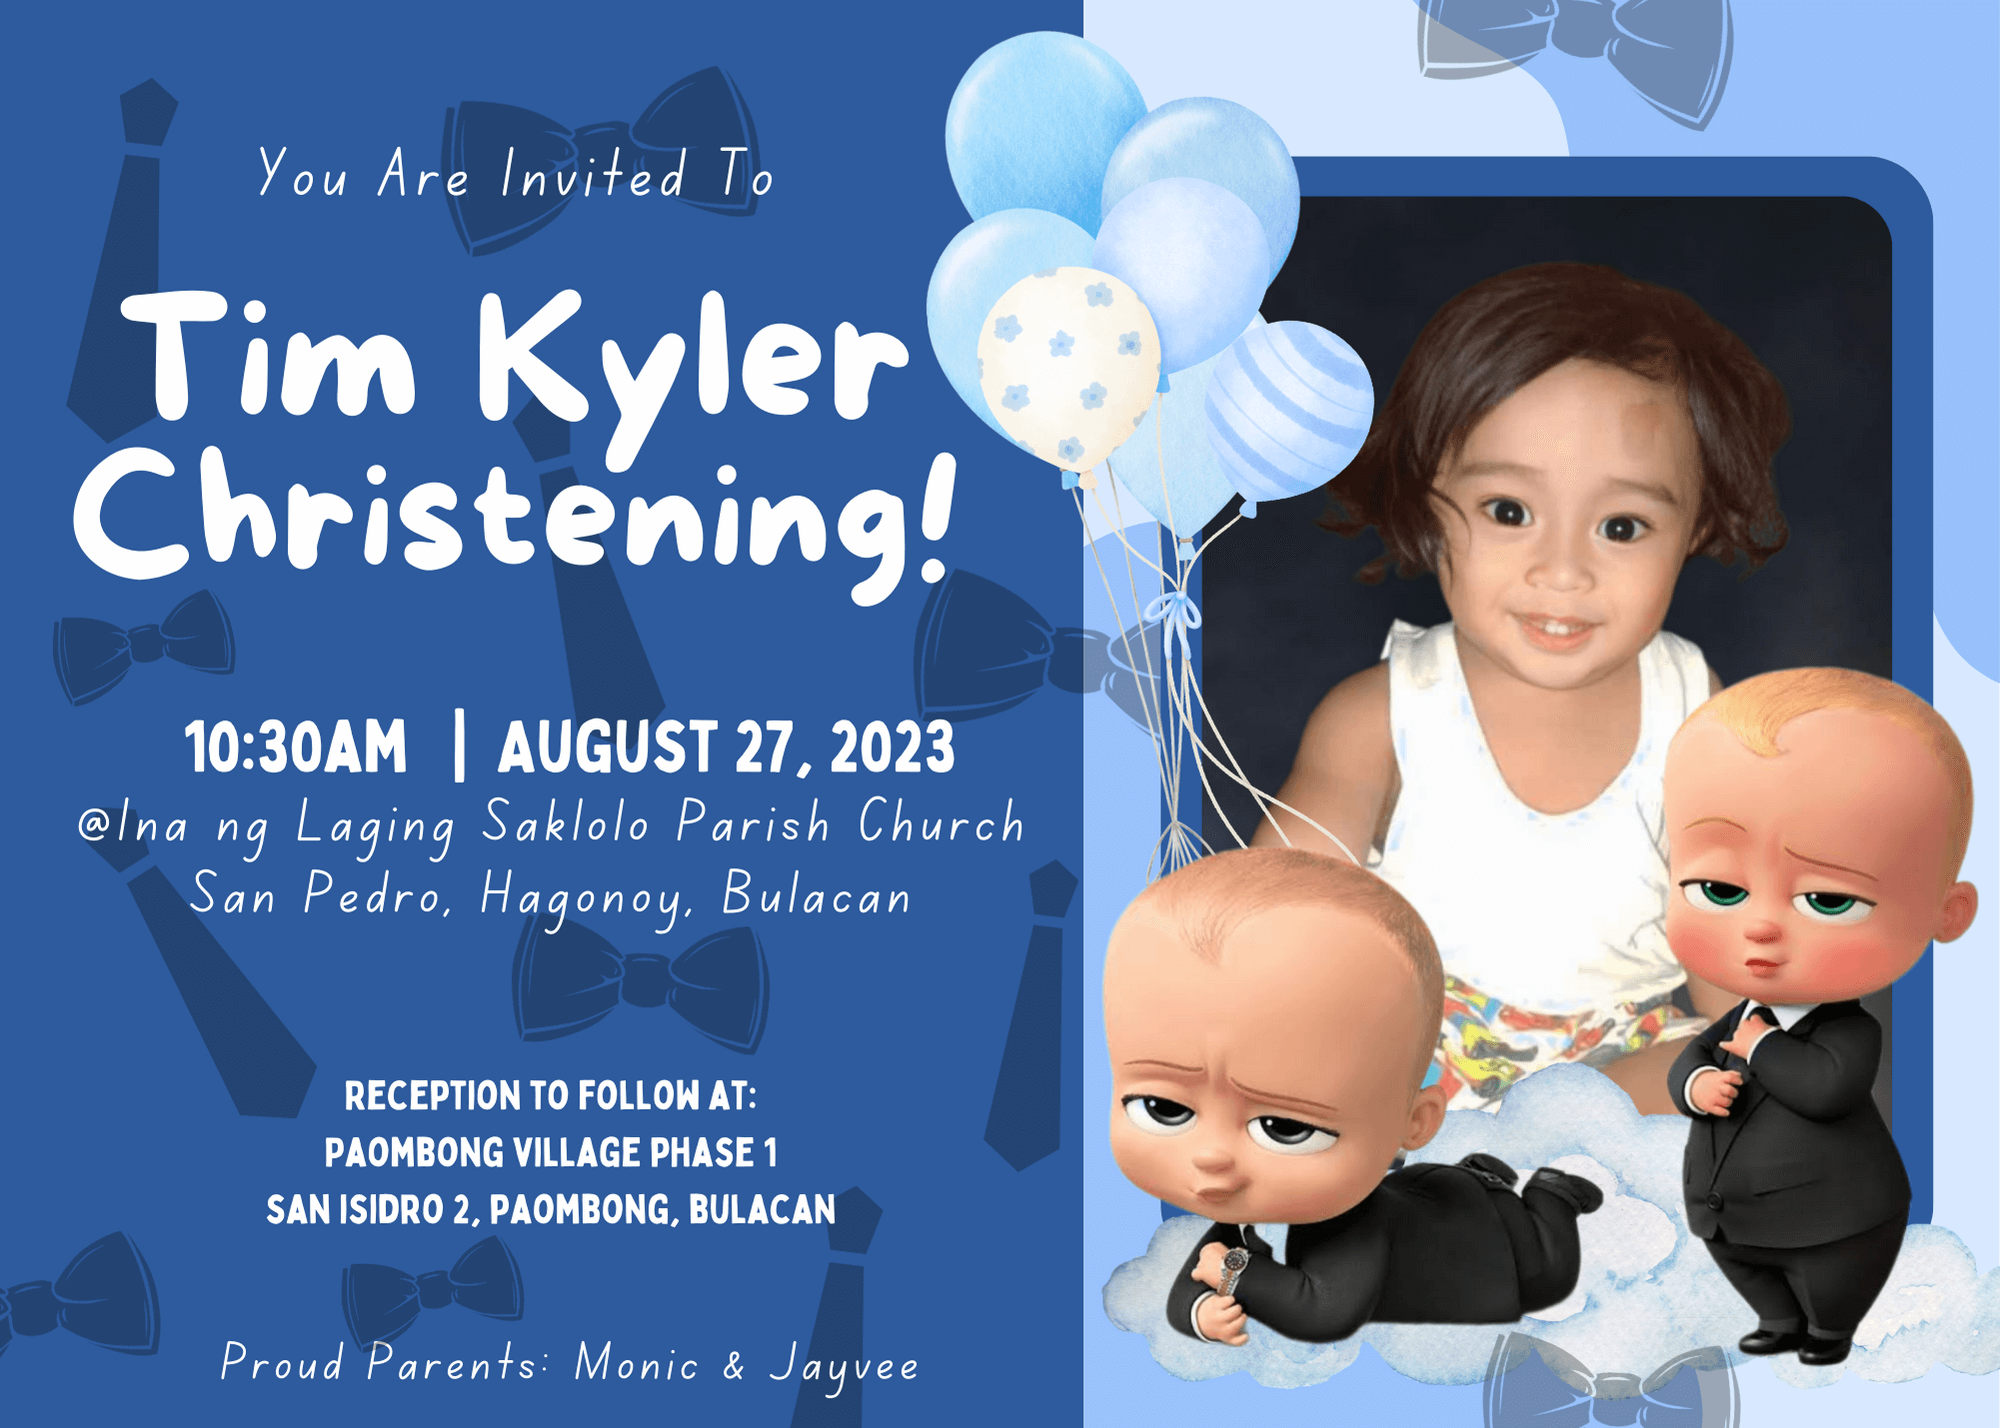 You Are Invited To
Tim Kyler
Christening!
10:30AM | AUGUST 27, 2023
@Ina ng Laging Saklolo Parish Church
San Pedro, Hagonoy, Bulacan
RECEPTION TO FOLLOW AT:
PAOMBONG VILLAGE PHASE 1
SAN ISIDRO 2, PAOMBONG, BULACAN
Proud Parents: Monic & Jayvee